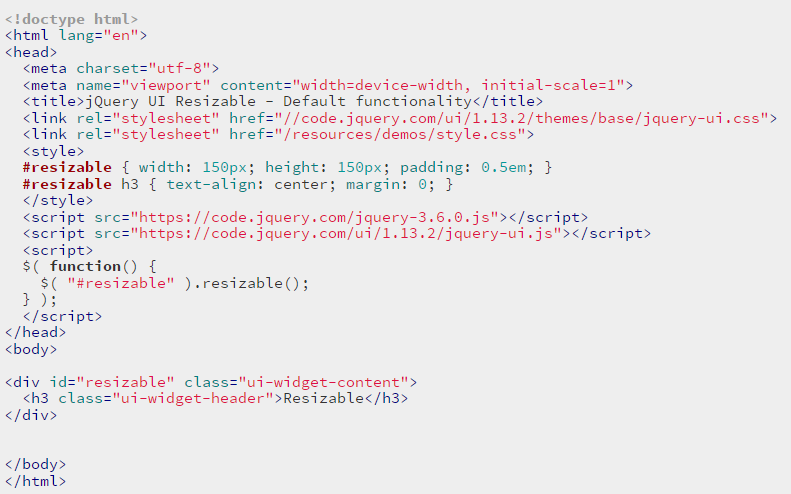 <!doctype html>
<html lang="en">
<head>
  <meta charset="utf-8">
  <meta name="viewport" content="width=device-width, initial-scale=1">
  <title>jQuery UI Resizable - Default functionality</title>
  <link rel="stylesheet" href="//code.jquery.com/ui/1.13.2/themes/base/jquery-ui.css">
  <link rel="stylesheet" href="/resources/demos/style.css">
  <style>
  #resizable { width: 150px; height: 150px; padding: 0.5em; }
  #resizable h3 { text-align: center; margin: 0; }
  </style>
  <script src="https://code.jquery.com/jquery-3.6.0.js"></script>
  <script src="https://code.jquery.com/ui/1.13.2/jquery-ui.js"></script>
  <script>
  $( function() {
    $( "#resizable" ).resizable();
  } );
  </script>
</head>
<body>

<div id="resizable" class="ui-widget-content">
  <h3 class="ui-widget-header">Resizable</h3>
</div>


</body>
</html>